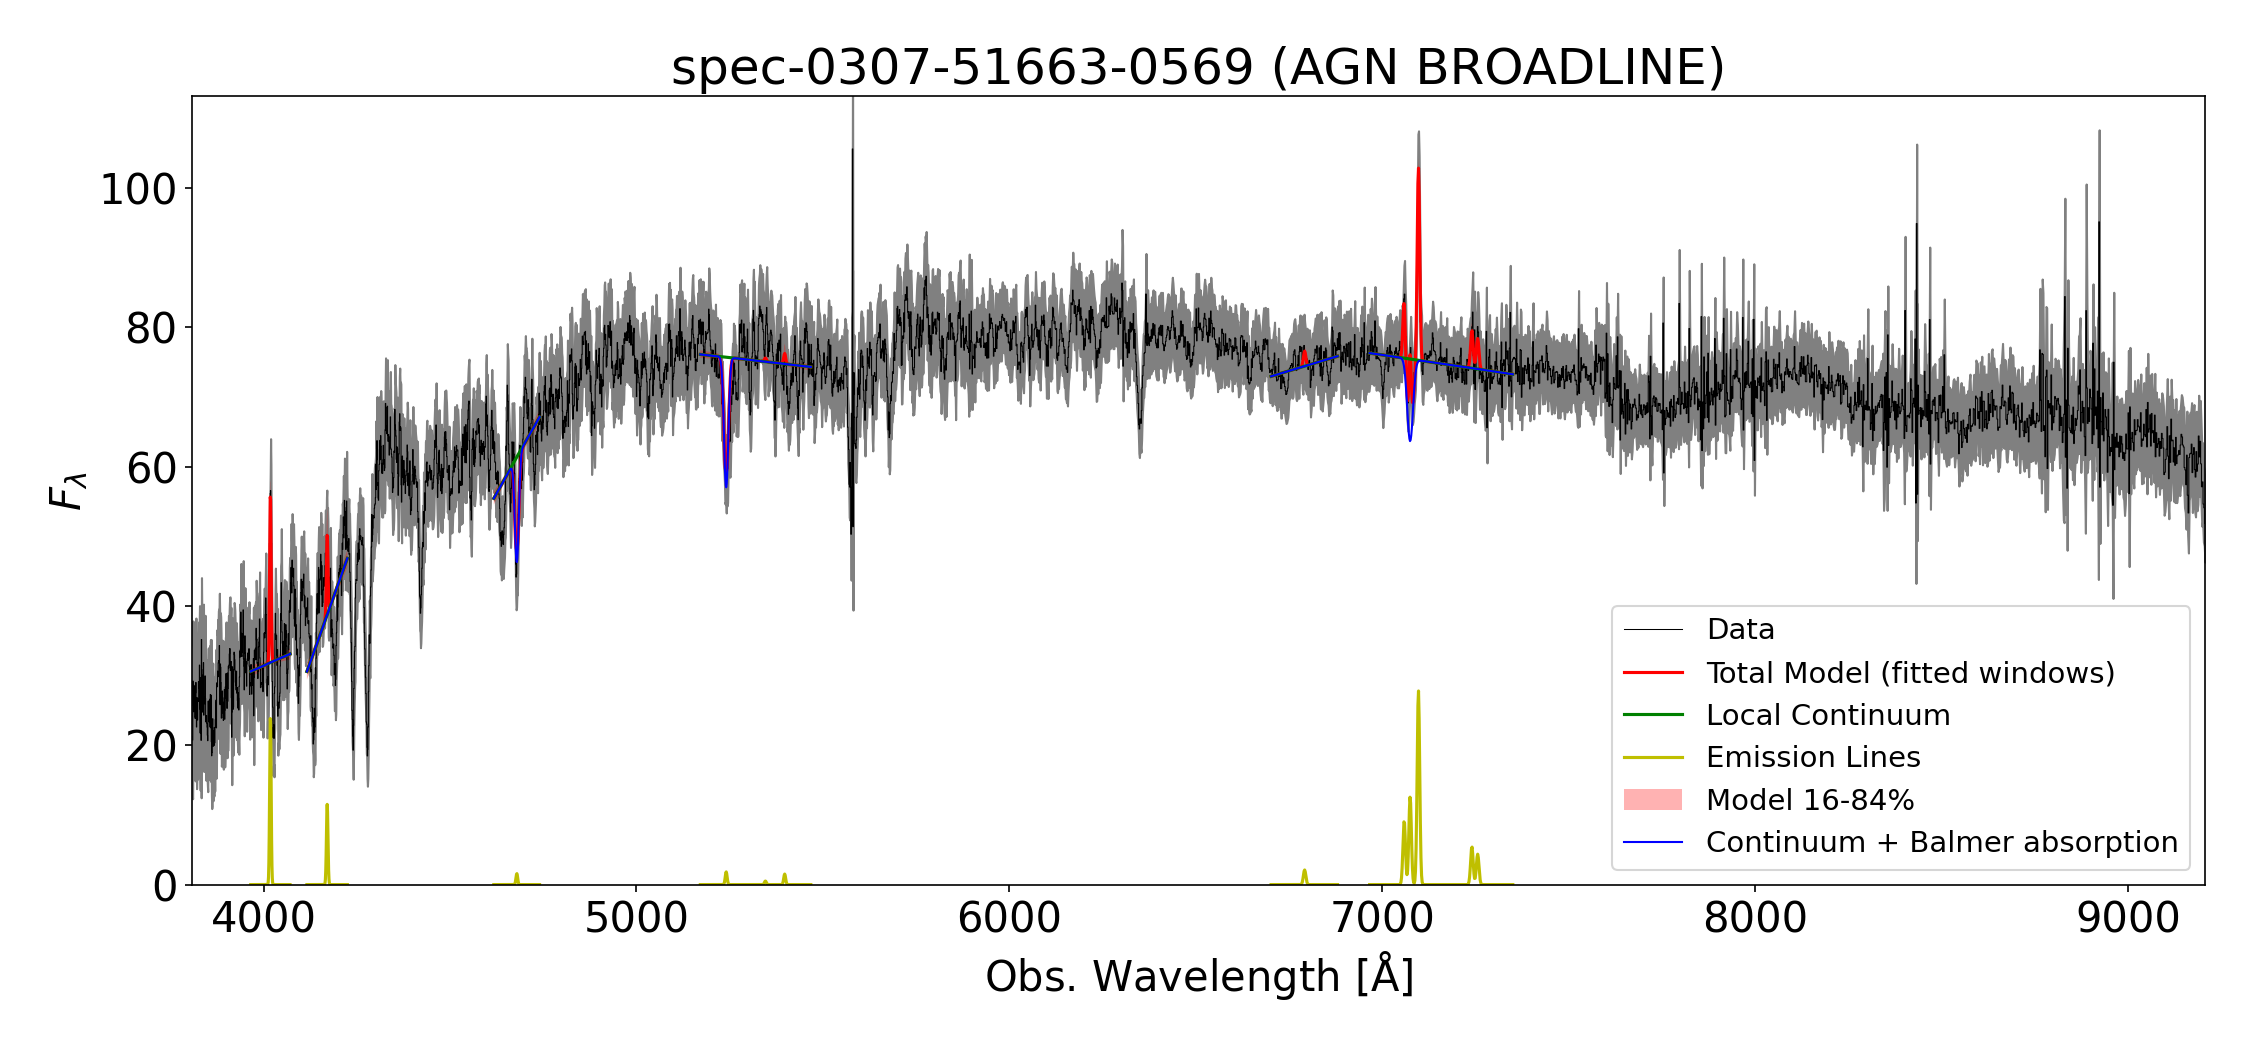 spec-0307-51663-0569 (AGN BROADLINE)
100
80
60
40
20
0
Fλ
4000 5000 6000 7000 8000 9000
Obs. Wavelength [Å]
Data
Total Model (fitted windows)
Local Continuum
Emission Lines
Model 16-84%
Continuum + Balmer absorption